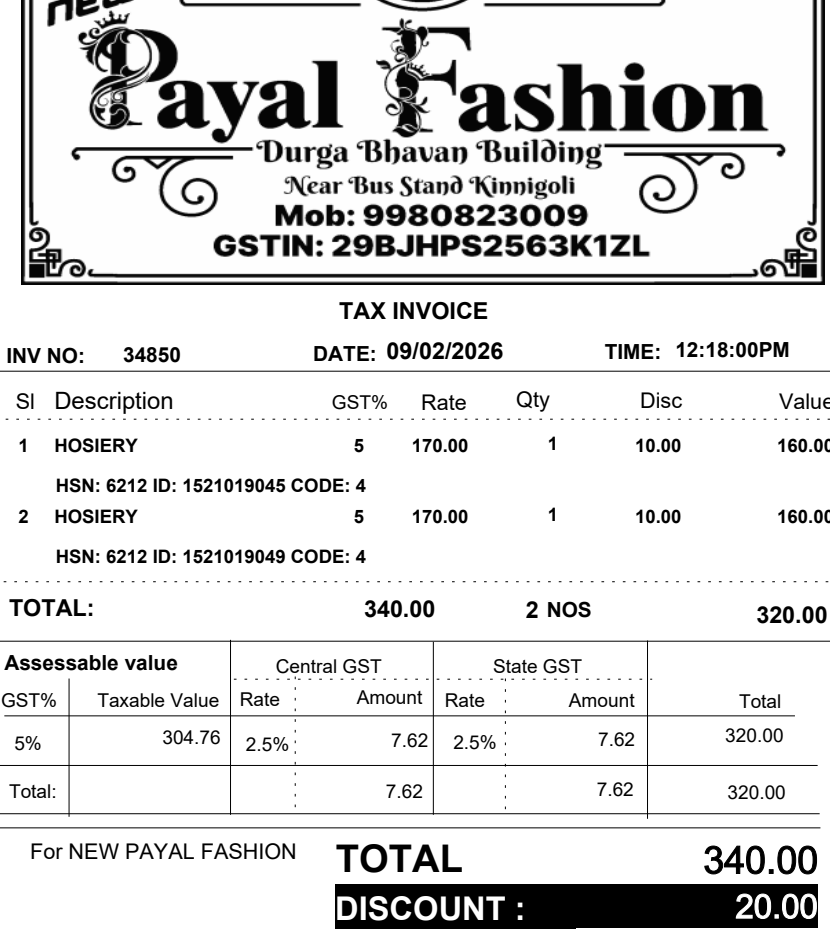 new
Payal Fashion
Durga Bhavan Building
Near Bus Stand Kinnigoli
Mob: 9980823009
GSTIN: 29BJHPS2563K1ZL
TAX INVOICE
INV NO: 34850 DATE: 09/02/2026 TIME: 12:18:00PM
Sl Description GST% Rate Qty Disc Value
1 HOSIERY 5 170.00 1 10.00 160.00
HSN: 6212 ID: 1521019045 CODE: 4
2 HOSIERY 5 170.00 1 10.00 160.00
HSN: 6212 ID: 1521019049 CODE: 4
TOTAL: 340.00 2 NOS 320.00
Assessable value Central GST State GST
GST% Taxable Value Rate Amount Rate Amount Total
5% 304.76 2.5% 7.62 2.5% 7.62 320.00
Total: 7.62 7.62 320.00
For NEW PAYAL FASHION TOTAL 340.00
DISCOUNT : 20.00